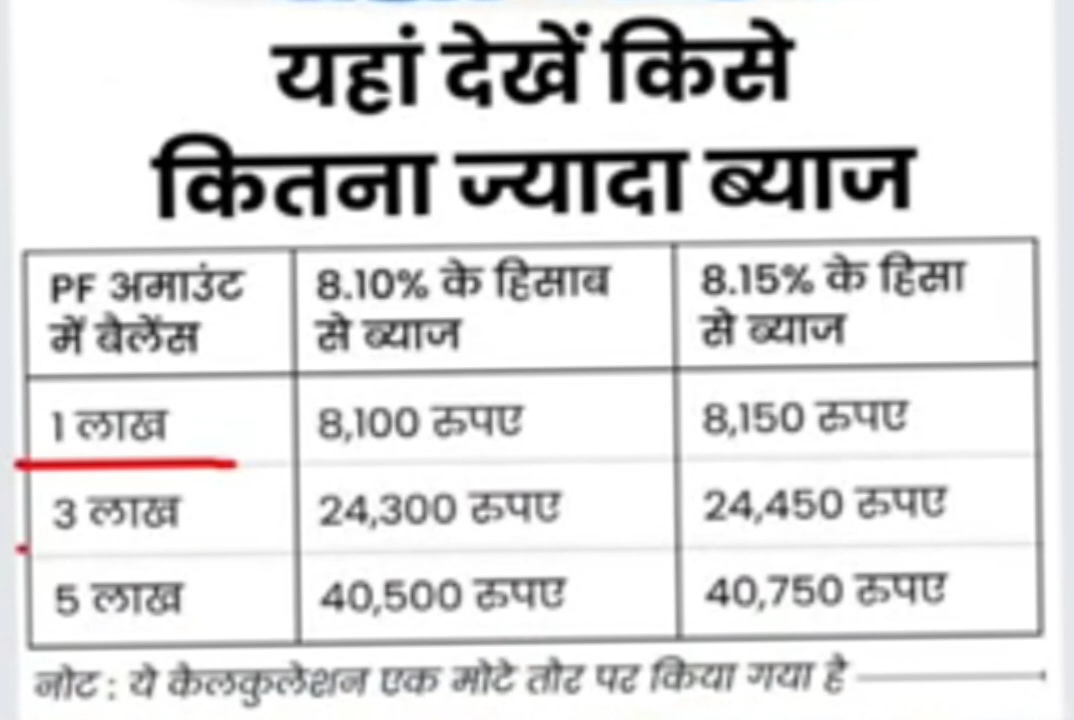 यहां देखें किसे
कितना ज्यादा ब्याज
PF अमाउंट में बैलेंस
8.10% के हिसाब से ब्याज
8.15% के हिसा से ब्याज
1 लाख 8,100 रुपए 8,150 रुपए
3 लाख 24,300 रुपए 24,450 रुपए
5 लाख 40,500 रुपए 40,750 रुपए
नोट : ये कैलकुलेशन एक मोटे तौर पर किया गया है